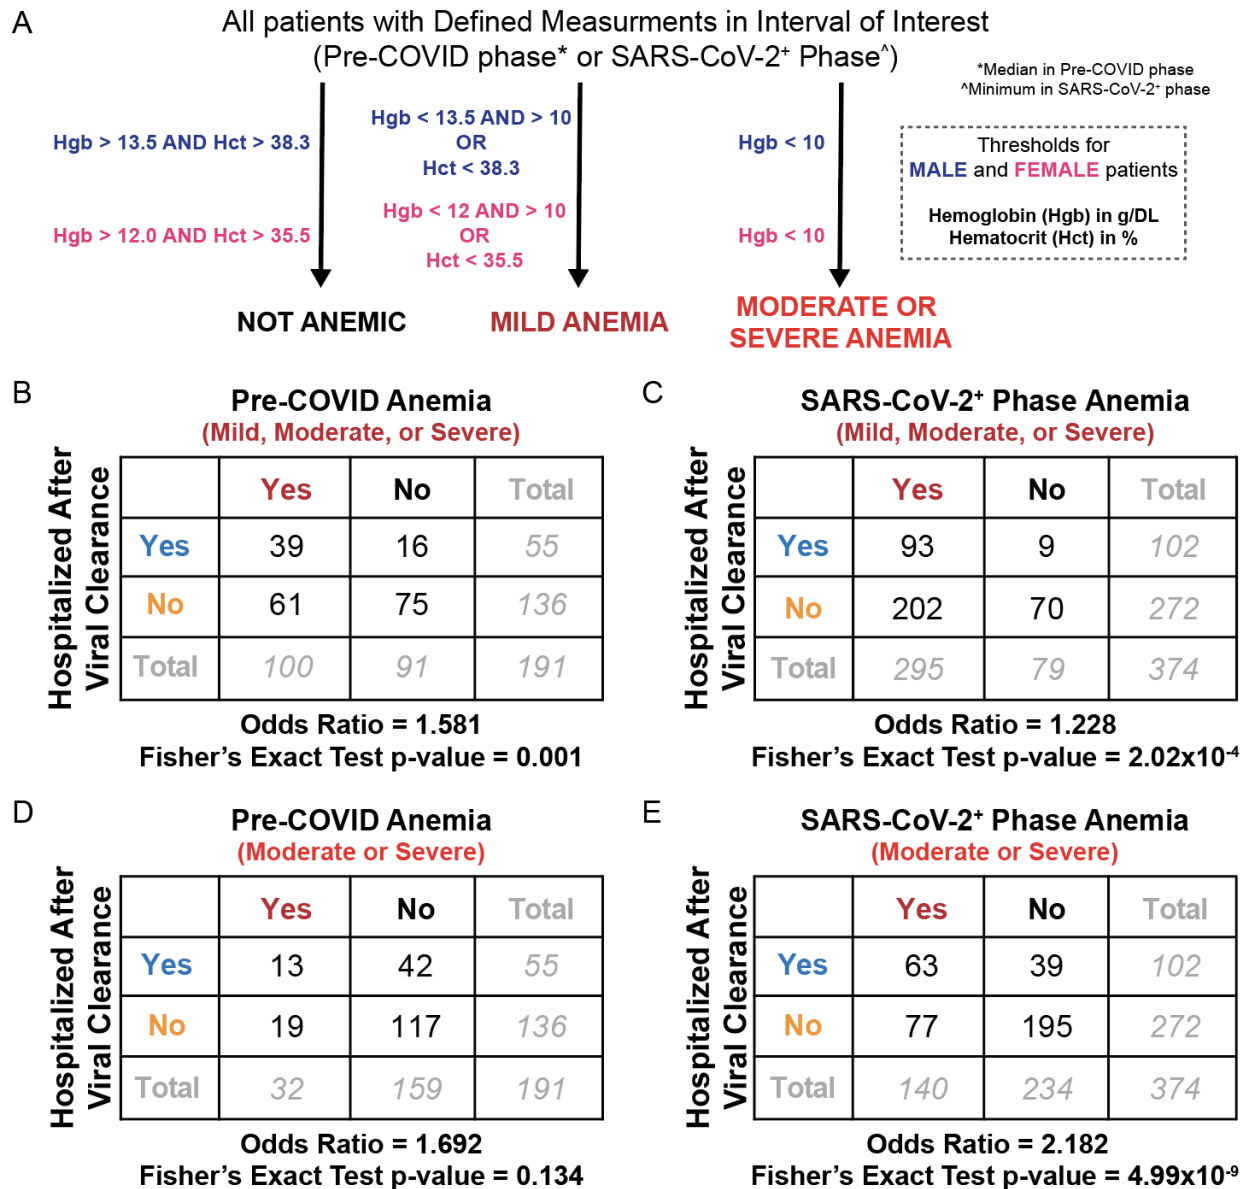 A
All patients with Defined Measurments in Interval of Interest
(Pre-COVID phase* or SARS-CoV-2⁺ Phase^)
*Median in Pre-COVID phase
^Minimum in SARS-CoV-2⁺ phase
Hgb > 13.5 AND Hct > 38.3
Hgb < 13.5 AND > 10
OR
Hct < 38.3
Hgb < 10
Hgb > 12.0 AND Hct > 35.5
Hgb < 12 AND > 10
OR
Hct < 35.5
Hgb < 10
Thresholds for
MALE and FEMALE patients
Hemoglobin (Hgb) in g/DL
Hematocrit (Hct) in %
NOT ANEMIC
MILD ANEMIA
MODERATE OR
SEVERE ANEMIA
B
Pre-COVID Anemia
(Mild, Moderate, or Severe)
Hospitalized After
Viral Clearance
Yes No Total
Yes 39 16 55
No 61 75 136
Total 100 91 191
Odds Ratio = 1.581
Fisher's Exact Test p-value = 0.001
C
SARS-CoV-2⁺ Phase Anemia
(Mild, Moderate, or Severe)
Hospitalized After
Viral Clearance
Yes No Total
Yes 93 9 102
No 202 70 272
Total 295 79 374
Odds Ratio = 1.228
Fisher's Exact Test p-value = 2.02x10⁻⁴
D
Pre-COVID Anemia
(Moderate or Severe)
Hospitalized After
Viral Clearance
Yes No Total
Yes 13 42 55
No 19 117 136
Total 32 159 191
Odds Ratio = 1.692
Fisher's Exact Test p-value = 0.134
E
SARS-CoV-2⁺ Phase Anemia
(Moderate or Severe)
Hospitalized After
Viral Clearance
Yes No Total
Yes 63 39 102
No 77 195 272
Total 140 234 374
Odds Ratio = 2.182
Fisher's Exact Test p-value = 4.99x10⁻⁹